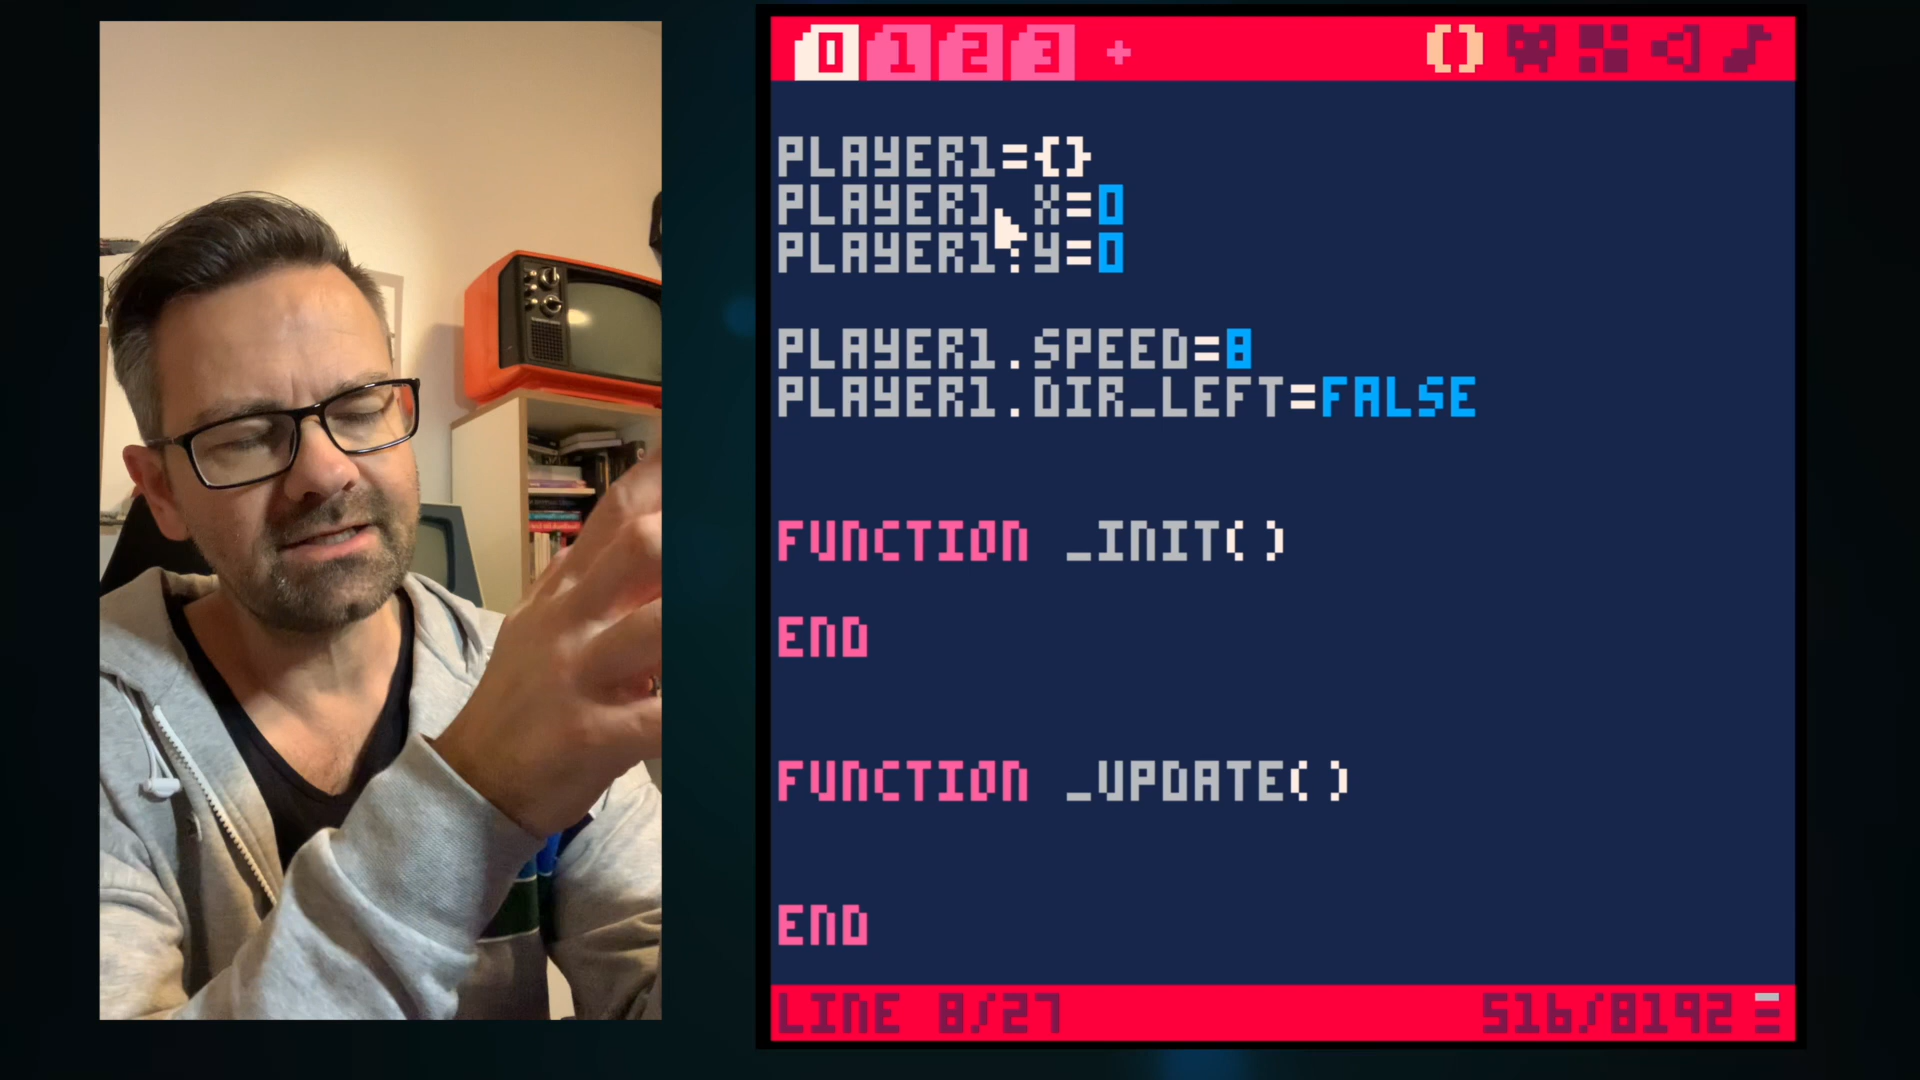 0 1 2 3 +
PLAYER1={}
PLAYER1.X=0
PLAYER1.Y=0
PLAYER1.SPEED=8
PLAYER1.DIR_LEFT=FALSE
FUNCTION _INIT()
END
FUNCTION _UPDATE()
END
LINE 8/27
516/8192